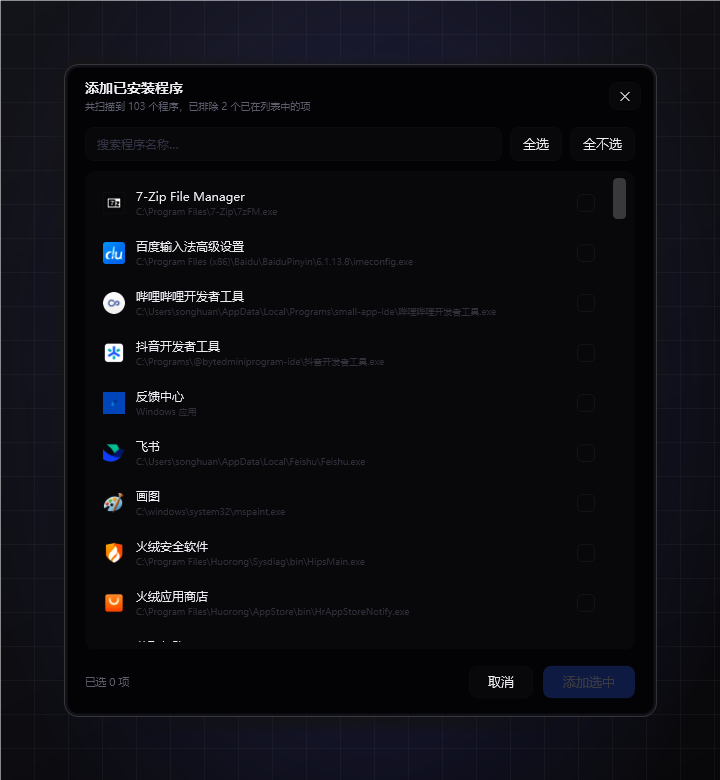 添加已安装程序
共扫描到 103 个程序，已排除 2 个已在列表中的项
搜索程序名称...
全选
全不选
7-Zip File Manager
C:\Program Files\7-Zip\7zFM.exe
百度输入法高级设置
C:\Program Files (x86)\Baidu\BaiduPinyin\6.1.13.8\imeconfig.exe
哔哩哔哩开发者工具
C:\Users\songhuan\AppData\Local\Programs\small-app-ide\哔哩哔哩开发者工具.exe
抖音开发者工具
C:\Programs\@bytedminiprogram-ide\抖音开发者工具.exe
反馈中心
Windows 应用
飞书
C:\Users\songhuan\AppData\Local\Feishu\Feishu.exe
画图
C:\windows\system32\mspaint.exe
火绒安全软件
C:\Program Files\Huorong\Sysdiag\bin\HipsMain.exe
火绒应用商店
C:\Program Files\Huorong\AppStore\bin\HrAppStoreNotify.exe
已选 0 项
取消
添加选中